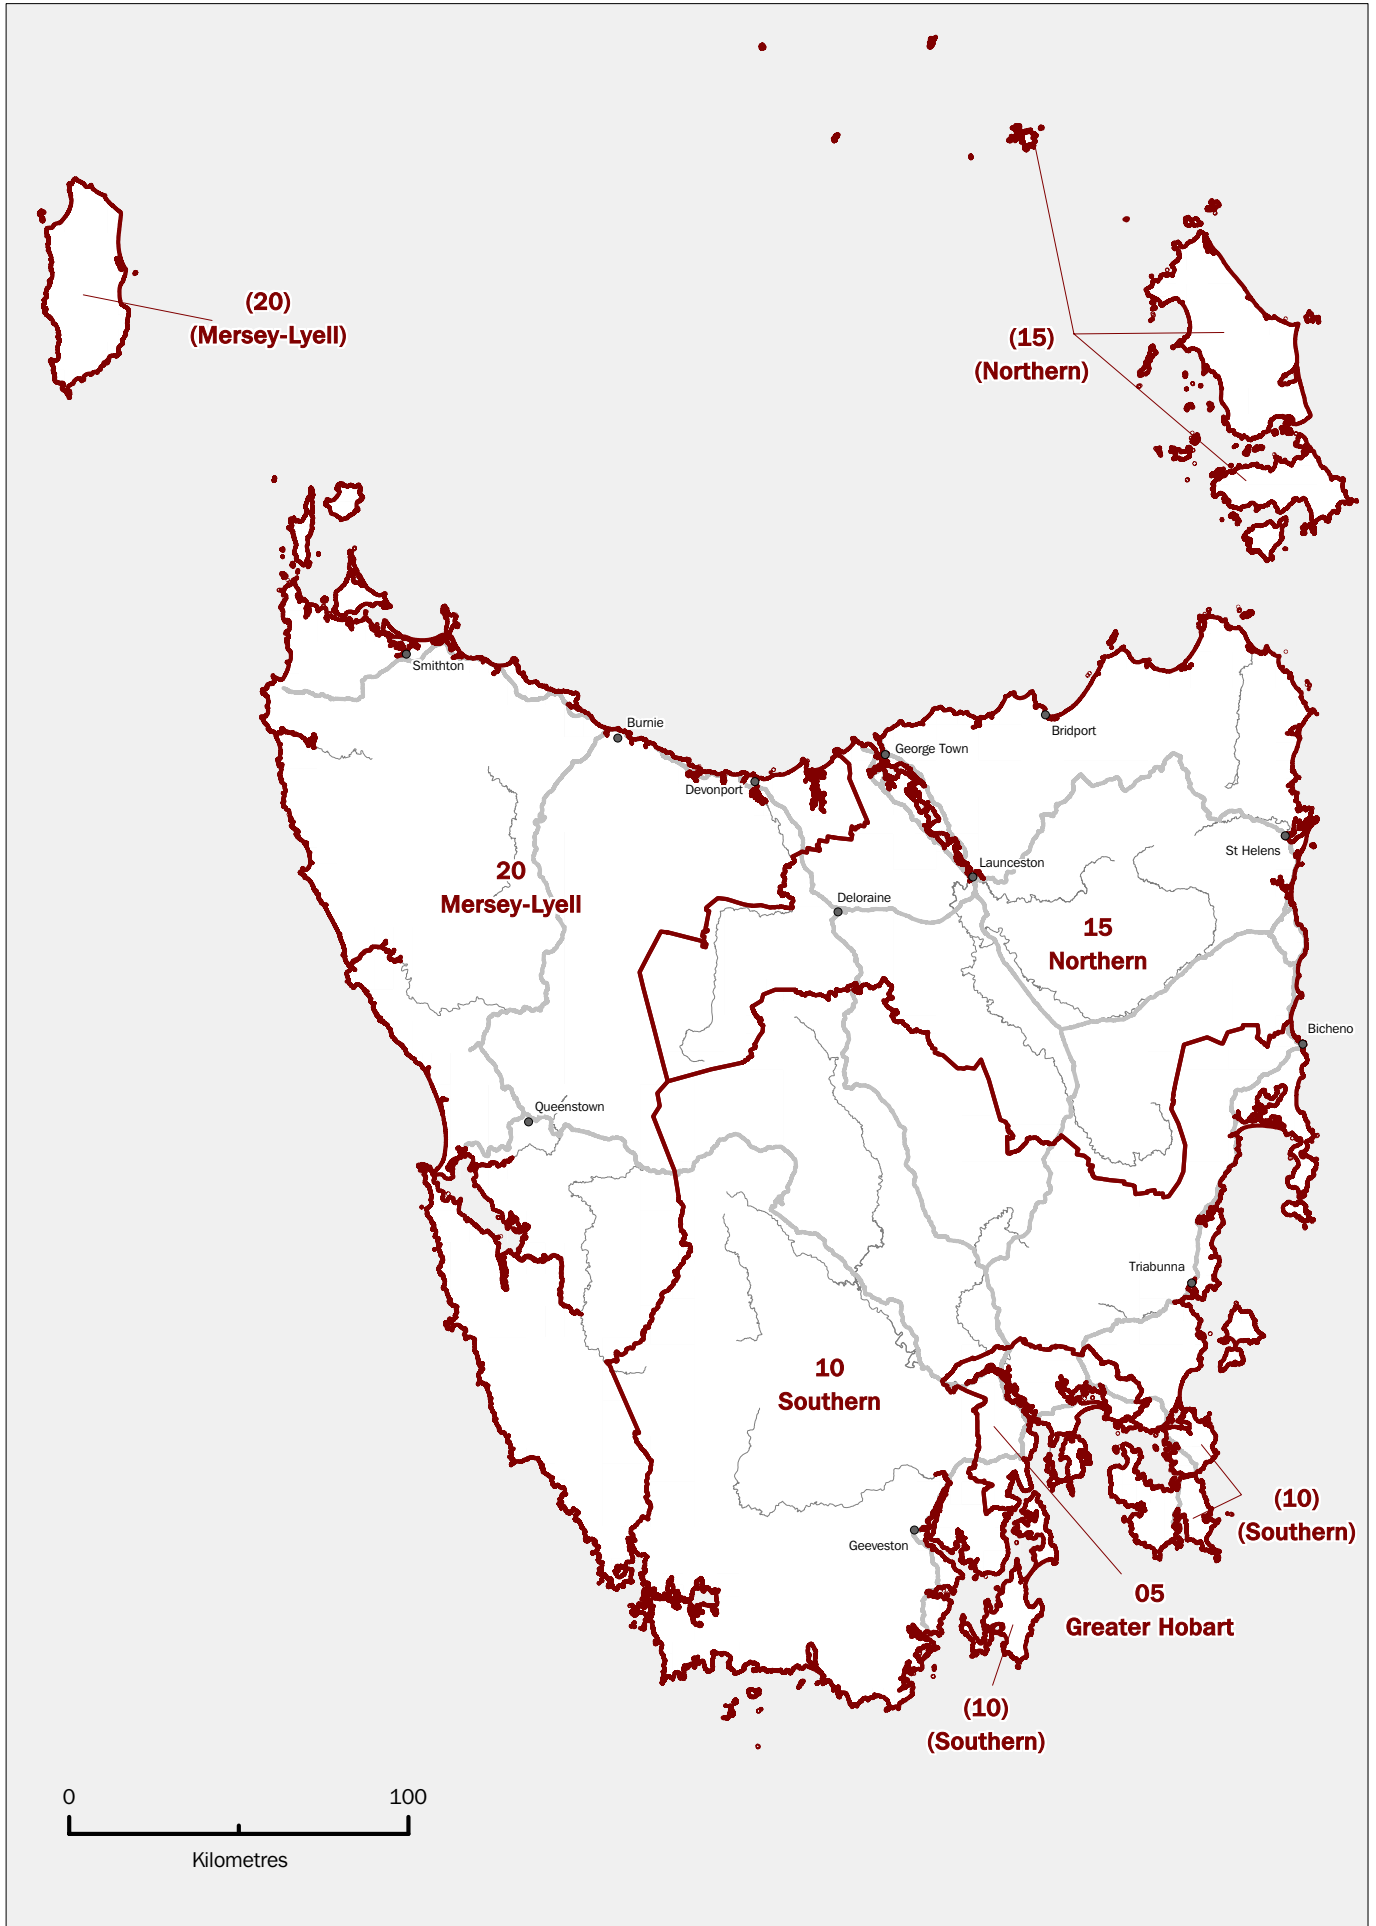 (20)
(Mersey-Lyell)
(15)
(Northern)
Smithton
Burnie
Bridport
George Town
Devonport
St Helens
Launceston
20
Mersey-Lyell
Deloraine
15
Northern
Bicheno
Queenstown
Triabunna
10
Southern
(10)
(Southern)
Geeveston
05
Greater Hobart
(10)
(Southern)
0 100
Kilometres